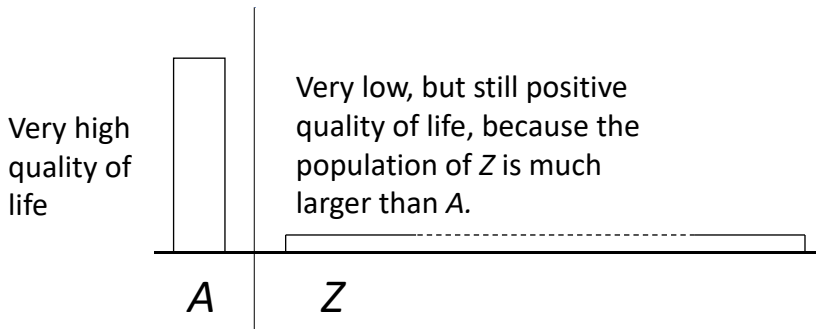 Very high
quality of
life
Very low, but still positive
quality of life, because the
population of Z is much
larger than A.
A
Z